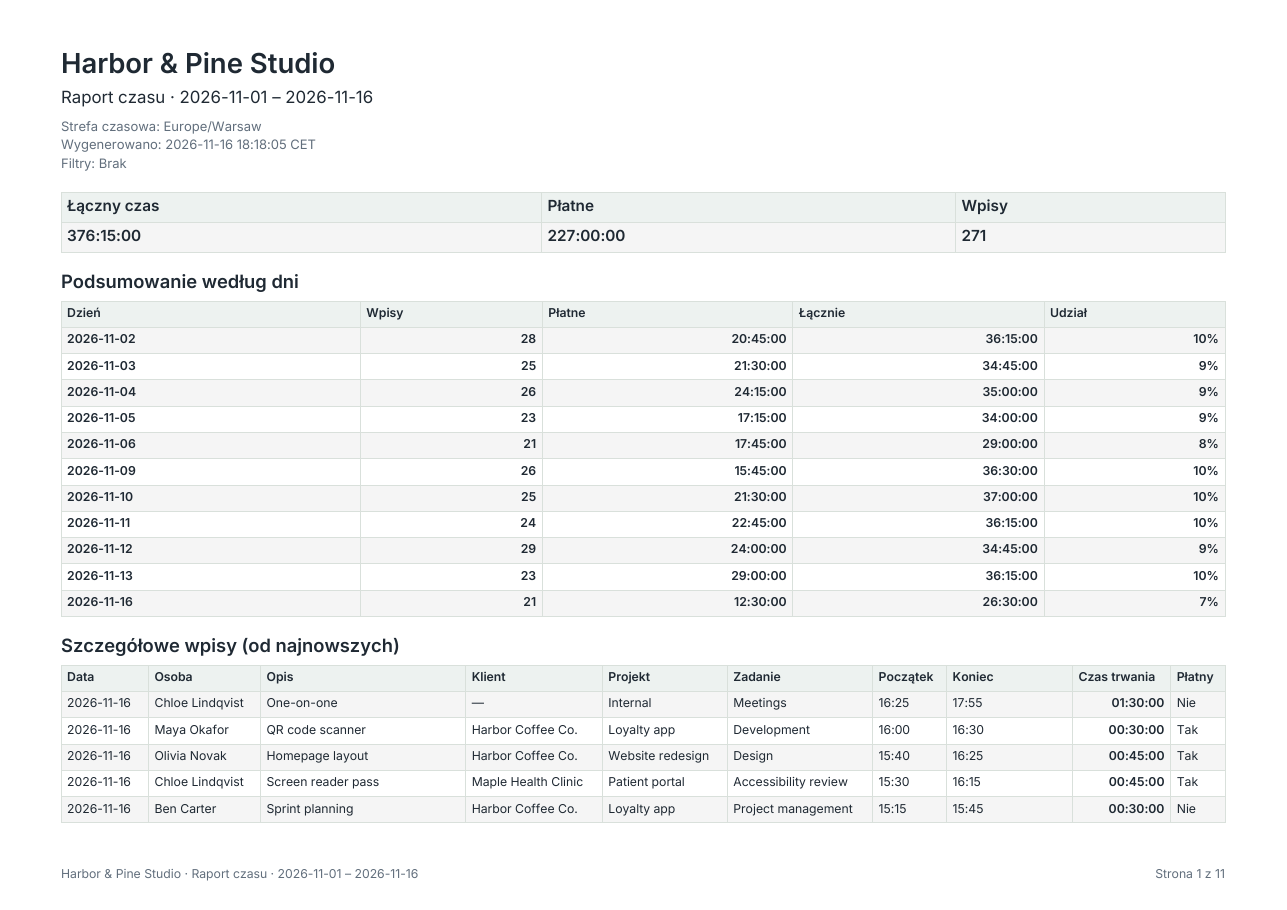 Harbor & Pine Studio
Raport czasu · 2026-11-01 – 2026-11-16
Strefa czasowa: Europe/Warsaw
Wygenerowano: 2026-11-16 18:18:05 CET
Filtry: Brak
Łączny czas Płatne Wpisy
376:15:00 227:00:00 271
Podsumowanie według dni
Dzień Wpisy Płatne Łącznie Udział
2026-11-02 28 20:45:00 36:15:00 10%
2026-11-03 25 21:30:00 34:45:00 9%
2026-11-04 26 24:15:00 35:00:00 9%
2026-11-05 23 17:15:00 34:00:00 9%
2026-11-06 21 17:45:00 29:00:00 8%
2026-11-09 26 15:45:00 36:30:00 10%
2026-11-10 25 21:30:00 37:00:00 10%
2026-11-11 24 22:45:00 36:15:00 10%
2026-11-12 29 24:00:00 34:45:00 9%
2026-11-13 23 29:00:00 36:15:00 10%
2026-11-16 21 12:30:00 26:30:00 7%
Szczegółowe wpisy (od najnowszych)
Data Osoba Opis Klient Projekt Zadanie Początek Koniec Czas trwania Płatny
2026-11-16 Chloe Lindqvist One-on-one — Internal Meetings 16:25 17:55 01:30:00 Nie
2026-11-16 Maya Okafor QR code scanner Harbor Coffee Co. Loyalty app Development 16:00 16:30 00:30:00 Tak
2026-11-16 Olivia Novak Homepage layout Harbor Coffee Co. Website redesign Design 15:40 16:25 00:45:00 Tak
2026-11-16 Chloe Lindqvist Screen reader pass Maple Health Clinic Patient portal Accessibility review 15:30 16:15 00:45:00 Tak
2026-11-16 Ben Carter Sprint planning Harbor Coffee Co. Loyalty app Project management 15:15 15:45 00:30:00 Nie
Harbor & Pine Studio · Raport czasu · 2026-11-01 – 2026-11-16 Strona 1 z 11